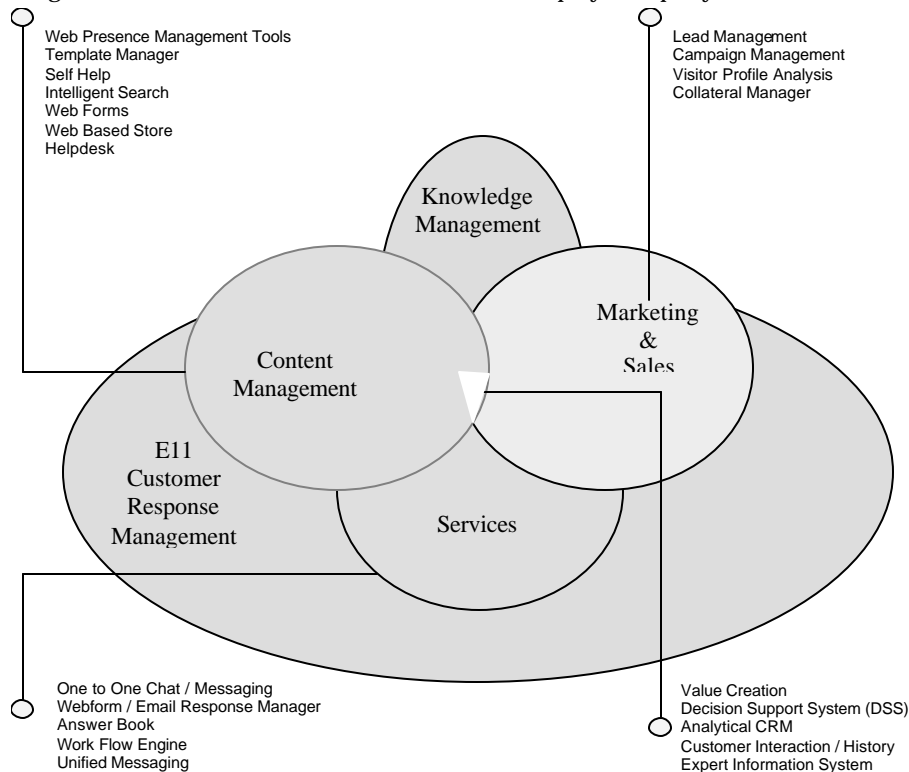 Web Presence Management Tools
Template Manager
Self Help
Intelligent Search
Web Forms
Web Based Store
Helpdesk
Lead Management
Campaign Management
Visitor Profile Analysis
Collateral Manager
Knowledge
Management
Marketing
&
Sales
Content
Management
E11
Customer
Response
Management
Services
One to One Chat / Messaging
Webform / Email Response Manager
Answer Book
Work Flow Engine
Unified Messaging
Value Creation
Decision Support System (DSS)
Analytical CRM
Customer Interaction / History
Expert Information System